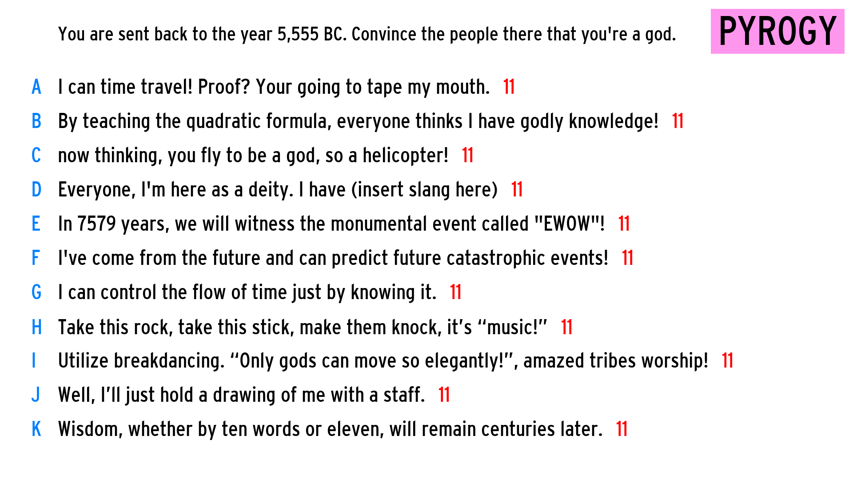 You are sent back to the year 5,555 BC. Convince the people there that you're a god. PYROGY
A I can time travel! Proof? Your going to tape my mouth. 11
B By teaching the quadratic formula, everyone thinks I have godly knowledge! 11
C now thinking, you fly to be a god, so a helicopter! 11
D Everyone, I'm here as a deity. I have (insert slang here) 11
E In 7579 years, we will witness the monumental event called "EWOW"! 11
F I've come from the future and can predict future catastrophic events! 11
G I can control the flow of time just by knowing it. 11
H Take this rock, take this stick, make them knock, it’s “music!” 11
I Utilize breakdancing. “Only gods can move so elegantly!”, amazed tribes worship! 11
J Well, I’ll just hold a drawing of me with a staff. 11
K Wisdom, whether by ten words or eleven, will remain centuries later. 11